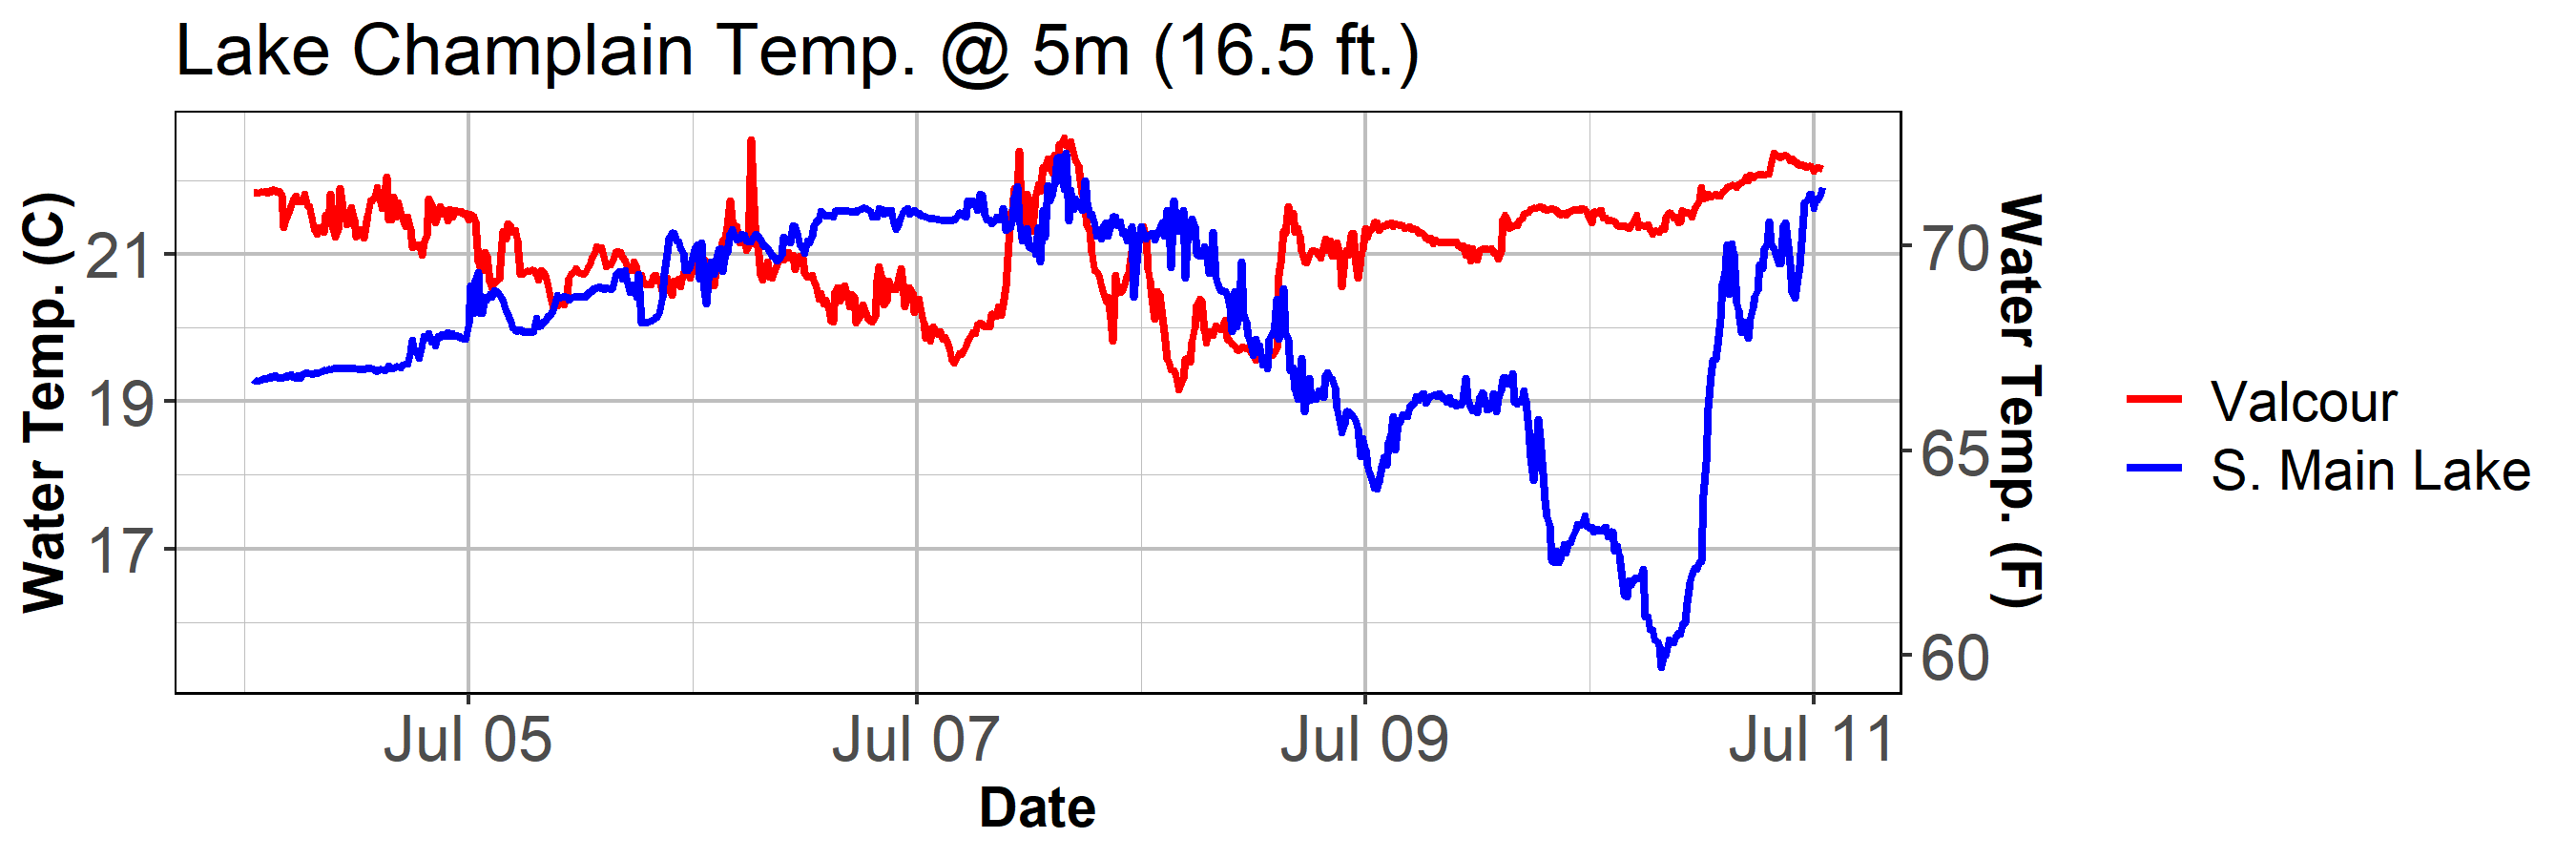 Lake Champlain Temp. @ 5m (16.5 ft.)
Water Temp. (C)
21
19
17
70
65
60
Water Temp. (F)
Valcour
S. Main Lake
Jul 05
Jul 07
Jul 09
Jul 11
Date